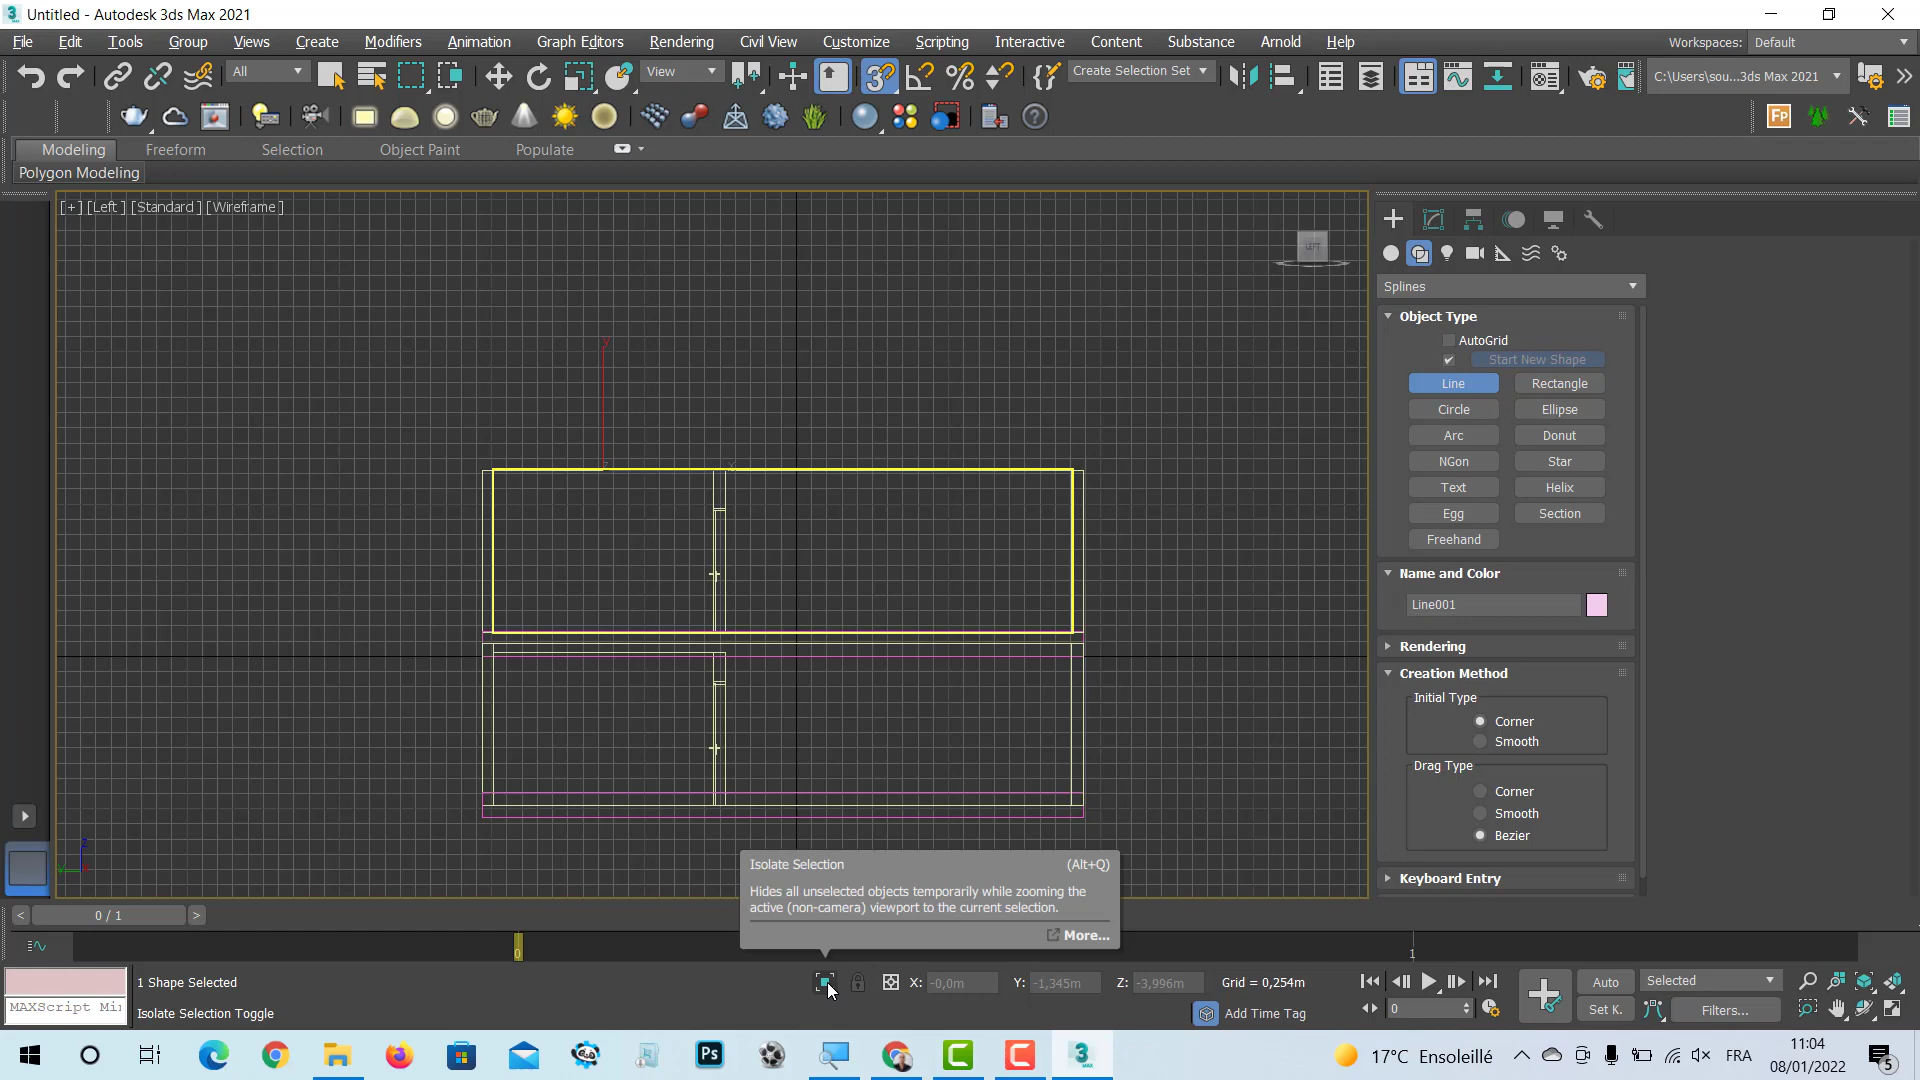 Untitled - Autodesk 3ds Max 2021
File Edit Tools Group Views Create Modifiers Animation Graph Editors Rendering Civil View Customize Scripting Interactive Content Substance Arnold Help
Workspaces: Default
All View Create Selection Set C:\Users\sou...3ds Max 2021
Modeling Freeform Selection Object Paint Populate
Polygon Modeling
[+] [Left ] [Standard ] [Wireframe ]
LEFT
Splines
Object Type
AutoGrid
Start New Shape
Line Rectangle
Circle Ellipse
Arc Donut
NGon Star
Text Helix
Egg Section
Freehand
Name and Color
Line001
Rendering
Creation Method
Initial Type
Corner
Smooth
Drag Type
Corner
Smooth
Bezier
Keyboard Entry
y
z
Isolate Selection (Alt+Q)
Hides all unselected objects temporarily while zooming the
active (non-camera) viewport to the current selection.
More...
< 0 / 1 >
0 1
1 Shape Selected
X: -0,0m Y: -1,345m Z: -3,996m Grid = 0,254m
Auto Selected
MAXScript Mi
Isolate Selection Toggle
Add Time Tag
0
Set K. Filters...
Ps
17°C Ensoleillé
FRA
11:04
08/01/2022
5